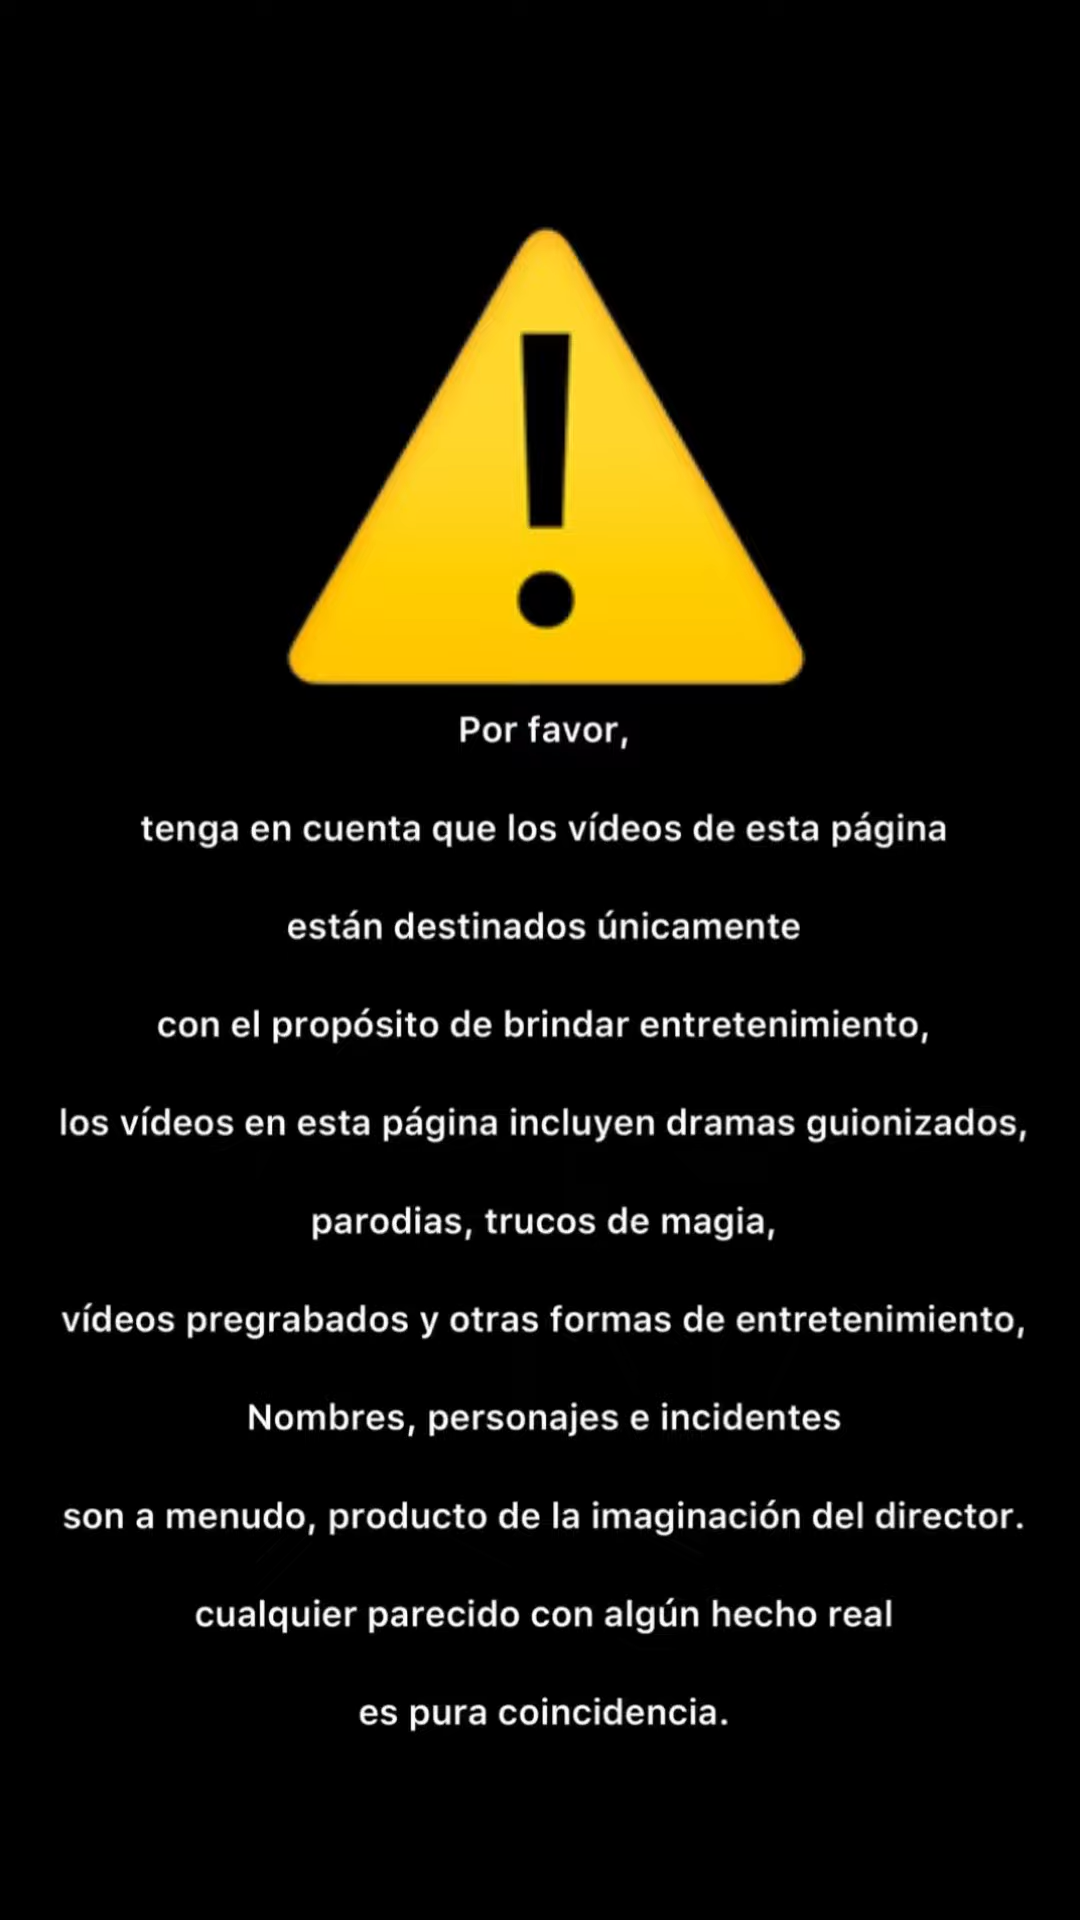 Por favor,
tenga en cuenta que los vídeos de esta página
están destinados únicamente
con el propósito de brindar entretenimiento,
los vídeos en esta página incluyen dramas guionizados,
parodias, trucos de magia,
vídeos pregrabados y otras formas de entretenimiento,
Nombres, personajes e incidentes
son a menudo, producto de la imaginación del director.
cualquier parecido con algún hecho real
es pura coincidencia.